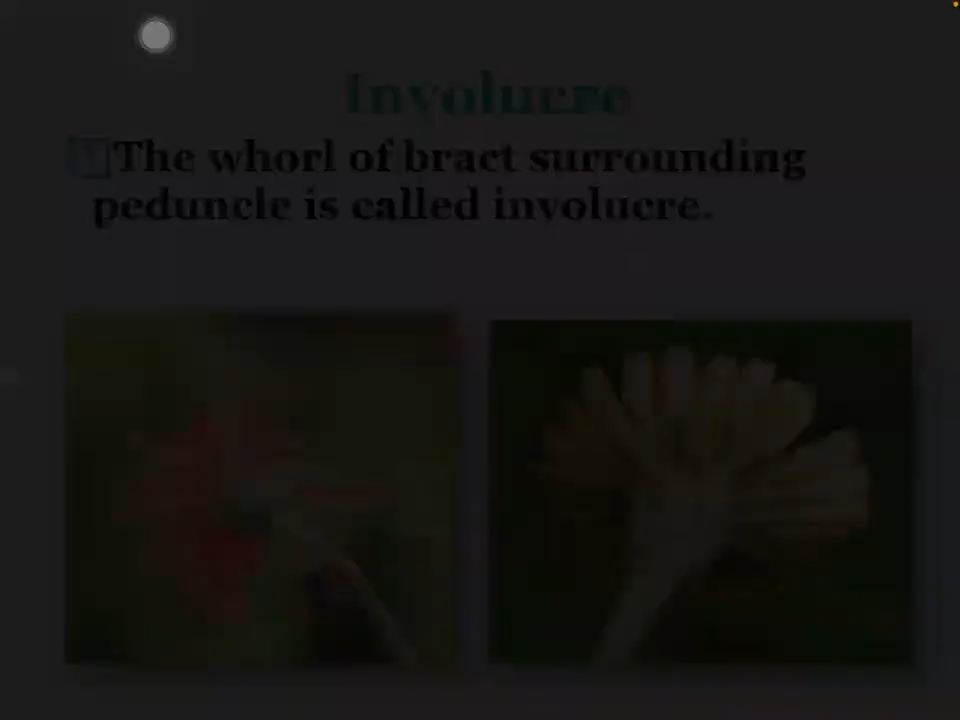 Involucre
The whorl of bract surrounding
peduncle is called involucre.